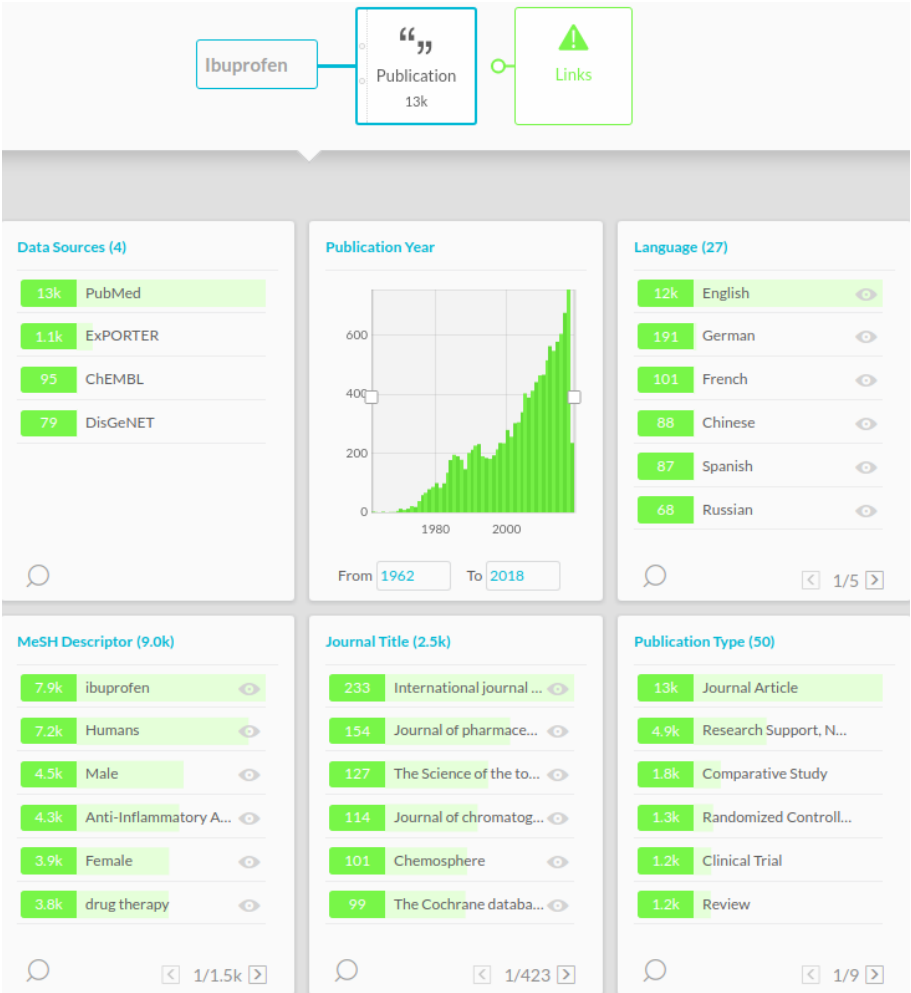 Ibuprofen
“„
Publication
13k
Links
Data Sources (4)
13k PubMed
1.1k ExPORTER
95 ChEMBL
79 DisGeNET
Publication Year
600
400
200
0
1980 2000
From 1962 To 2018
Language (27)
12k English
191 German
101 French
88 Chinese
87 Spanish
68 Russian
1/5
MeSH Descriptor (9.0k)
7.9k ibuprofen
7.2k Humans
4.5k Male
4.3k Anti-Inflammatory A...
3.9k Female
3.8k drug therapy
1/1.5k
Journal Title (2.5k)
233 International journal ...
154 Journal of pharmace...
127 The Science of the to...
114 Journal of chromatog...
101 Chemosphere
99 The Cochrane databa...
1/423
Publication Type (50)
13k Journal Article
4.9k Research Support, N...
1.8k Comparative Study
1.3k Randomized Controll...
1.2k Clinical Trial
1.2k Review
1/9